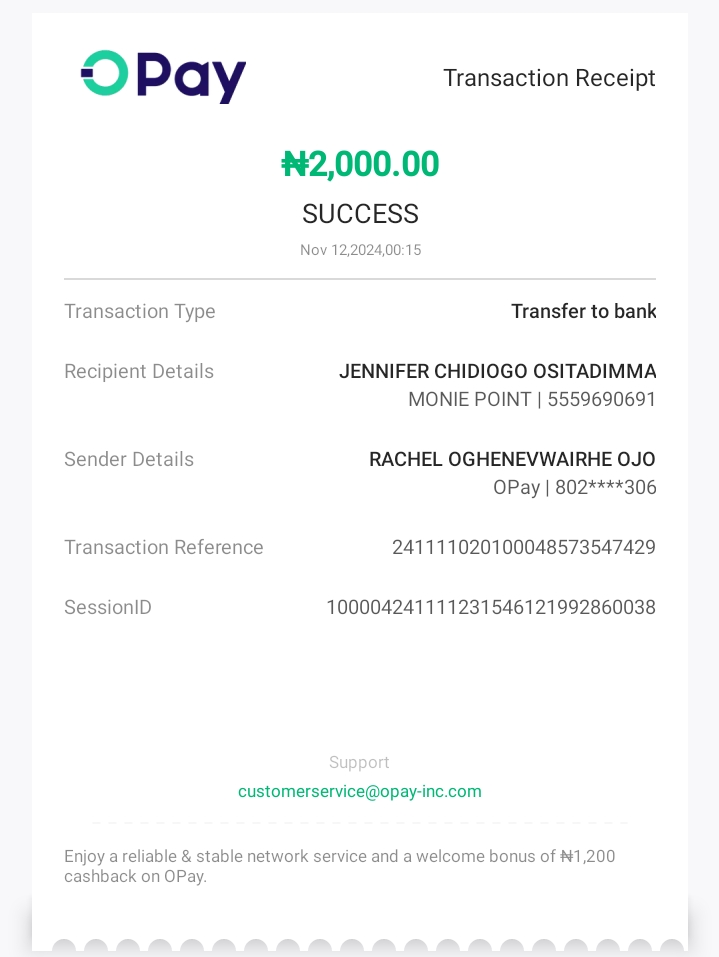 OPay
Transaction Receipt
₦2,000.00
SUCCESS
Nov 12,2024,00:15
Transaction Type
Transfer to bank
Recipient Details
JENNIFER CHIDIOGO OSITADIMMA
MONIE POINT | 5559690691
Sender Details
RACHEL OGHENEVWAIRHE OJO
OPay | 802****306
Transaction Reference
241111020100048573547429
SessionID
100004241111231546121992860038
Support
customerservice@opay-inc.com
Enjoy a reliable & stable network service and a welcome bonus of ₦1,200
cashback on OPay.